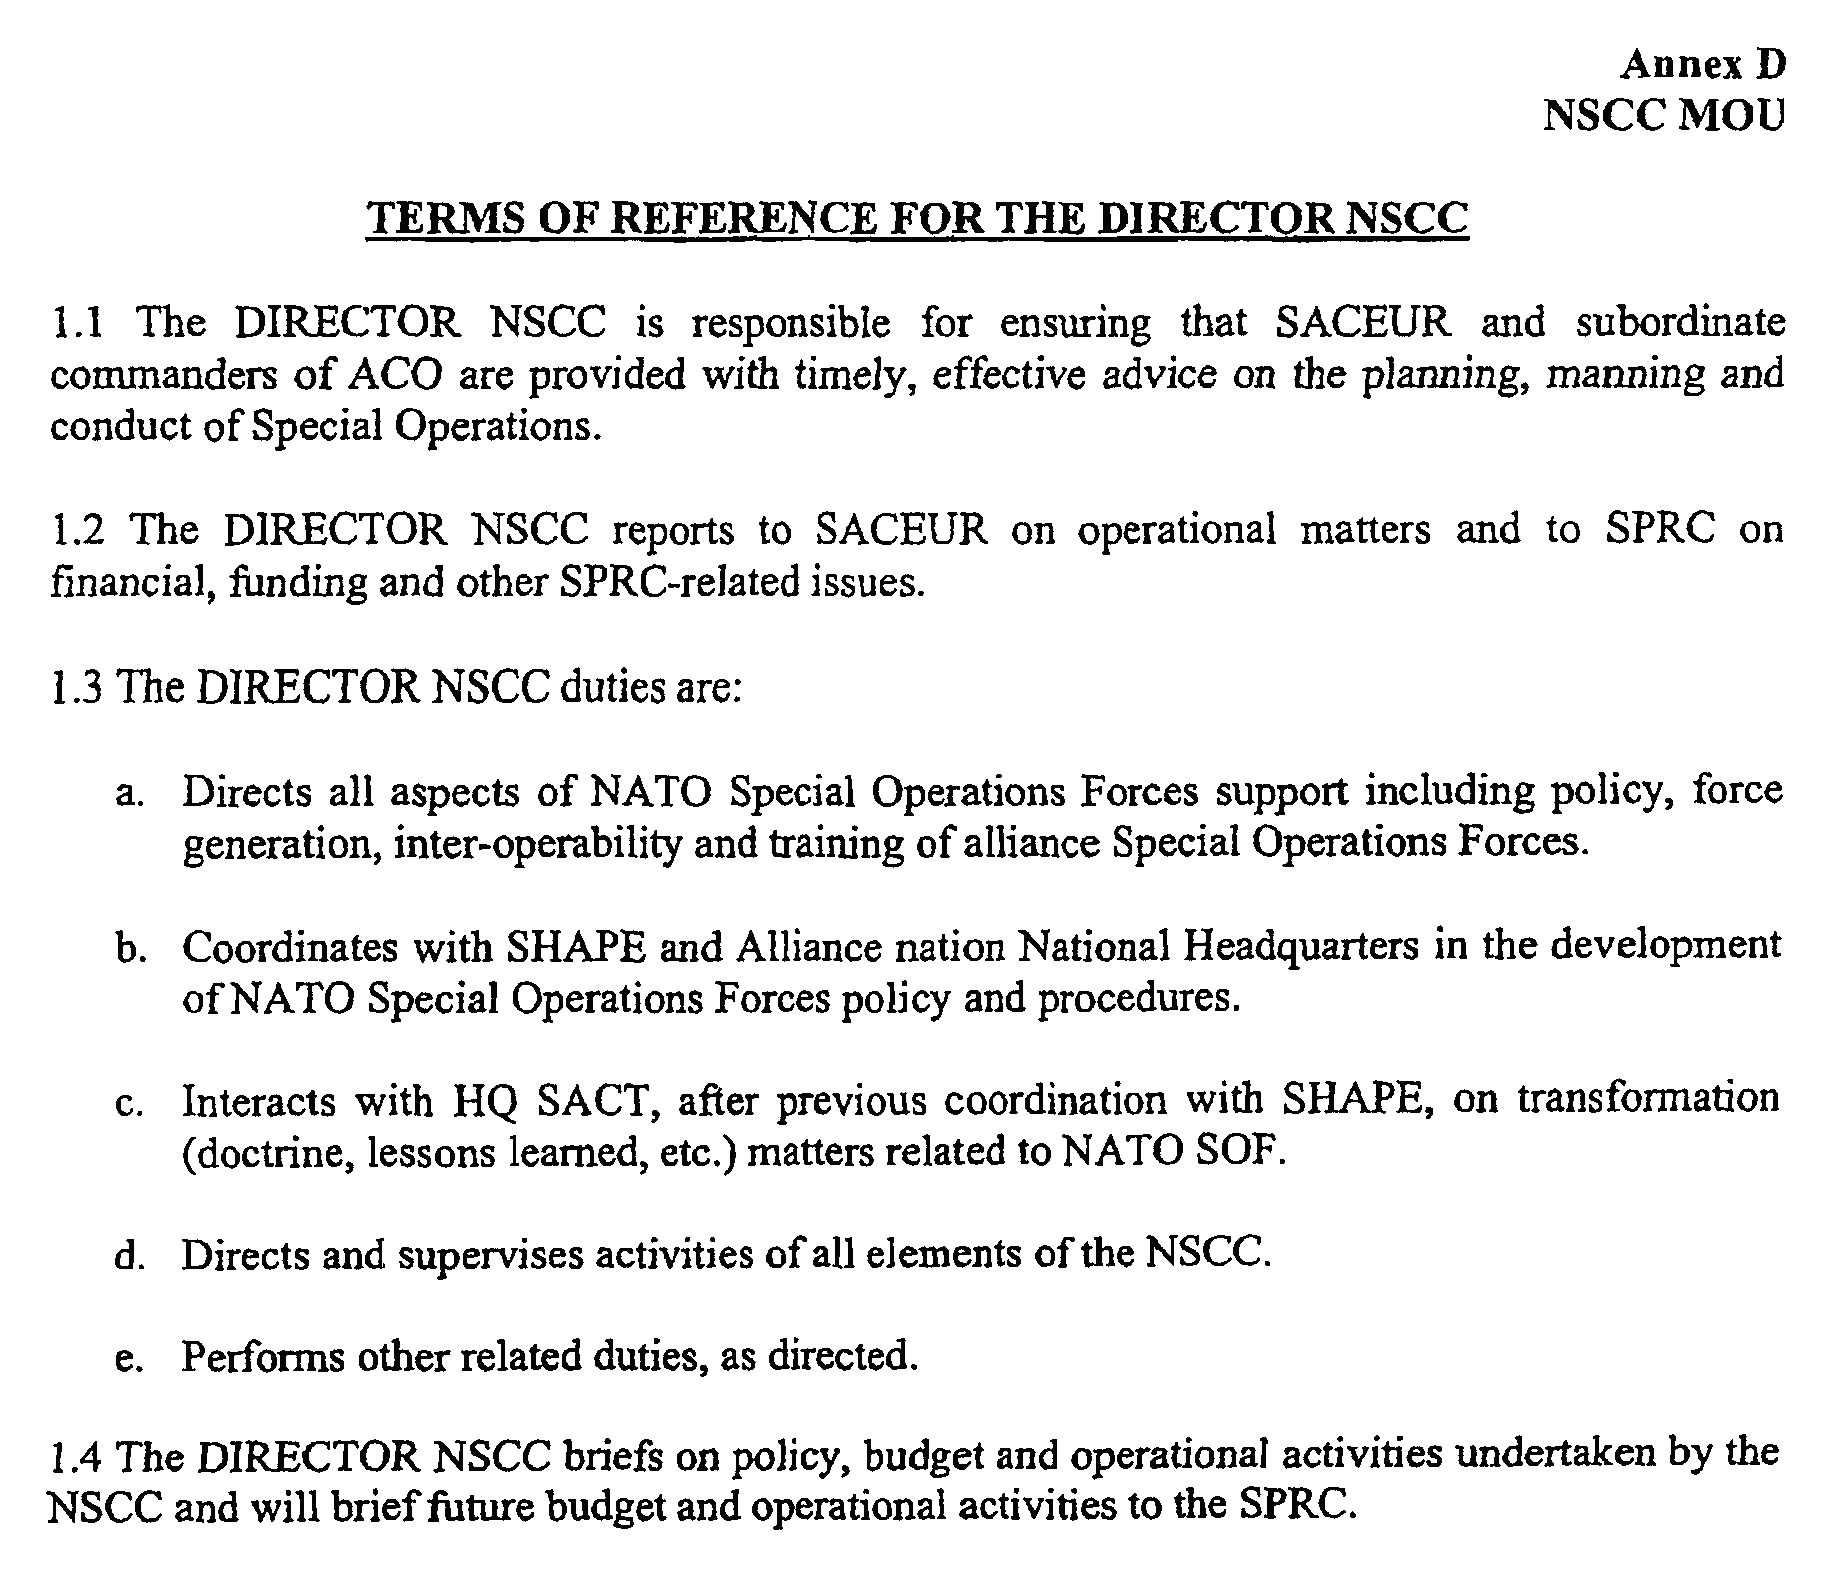 Annex D
NSCC MOU
TERMS OF REFERENCE FOR THE DIRECTOR NSCC
1.1 The DIRECTOR NSCC is responsible for ensuring that SACEUR and subordinate
commanders of ACO are provided with timely, effective advice on the planning, manning and
conduct of Special Operations.
1.2 The DIRECTOR NSCC reports to SACEUR on operational matters and to SPRC on
financial, funding and other SPRC-related issues.
1.3 The DIRECTOR NSCC duties are:
a. Directs all aspects of NATO Special Operations Forces support including policy, force
generation, inter-operability and training of alliance Special Operations Forces.
b. Coordinates with SHAPE and Alliance nation National Headquarters in the development
of NATO Special Operations Forces policy and procedures.
c. Interacts with HQ SACT, after previous coordination with SHAPE, on transformation
(doctrine, lessons learned, etc.) matters related to NATO SOF.
d. Directs and supervises activities of all elements of the NSCC.
e. Performs other related duties, as directed.
1.4 The DIRECTOR NSCC briefs on policy, budget and operational activities undertaken by the
NSCC and will brief future budget and operational activities to the SPRC.